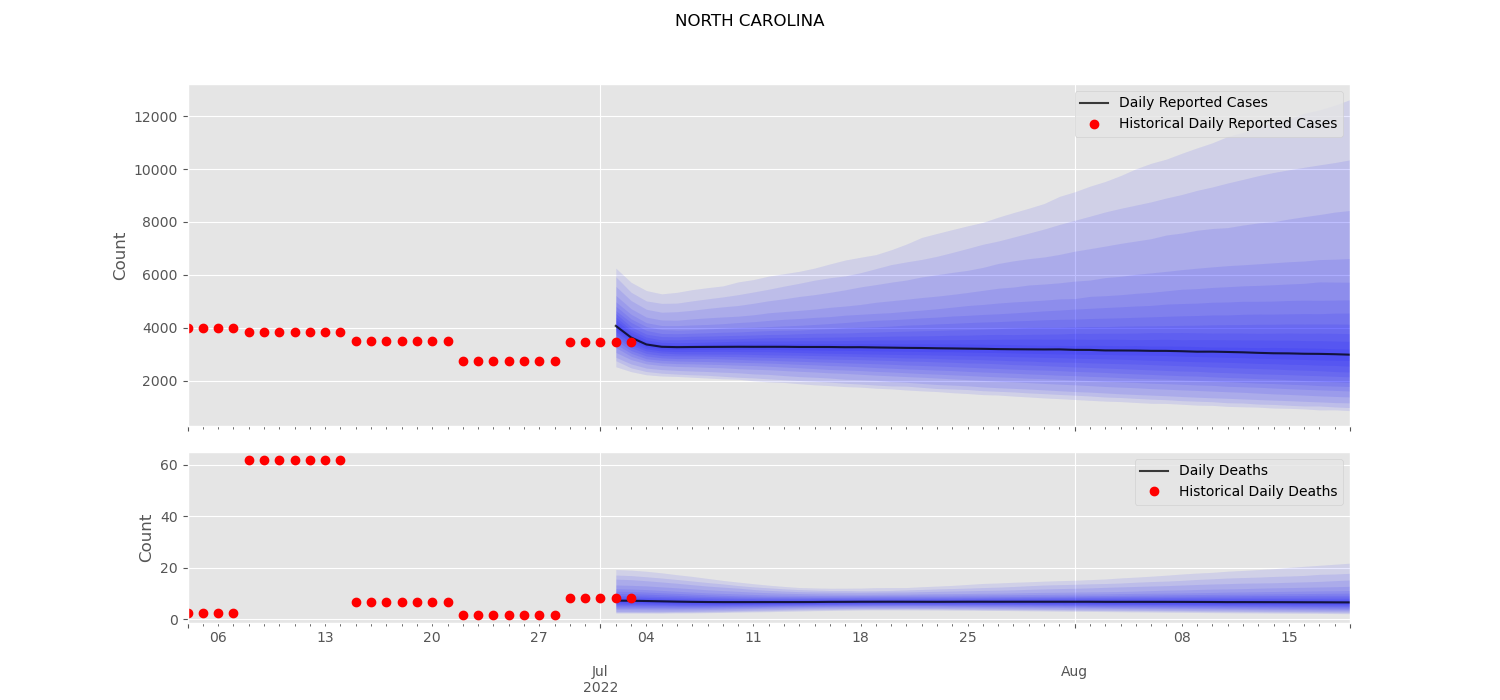 NORTH CAROLINA
Daily Reported Cases
Historical Daily Reported Cases
12000
10000
8000
6000
4000
2000
Count
Daily Deaths
Historical Daily Deaths
60
40
20
0
Count
06 13 20 27 04 11 18 25 08 15
Jul Aug
2022